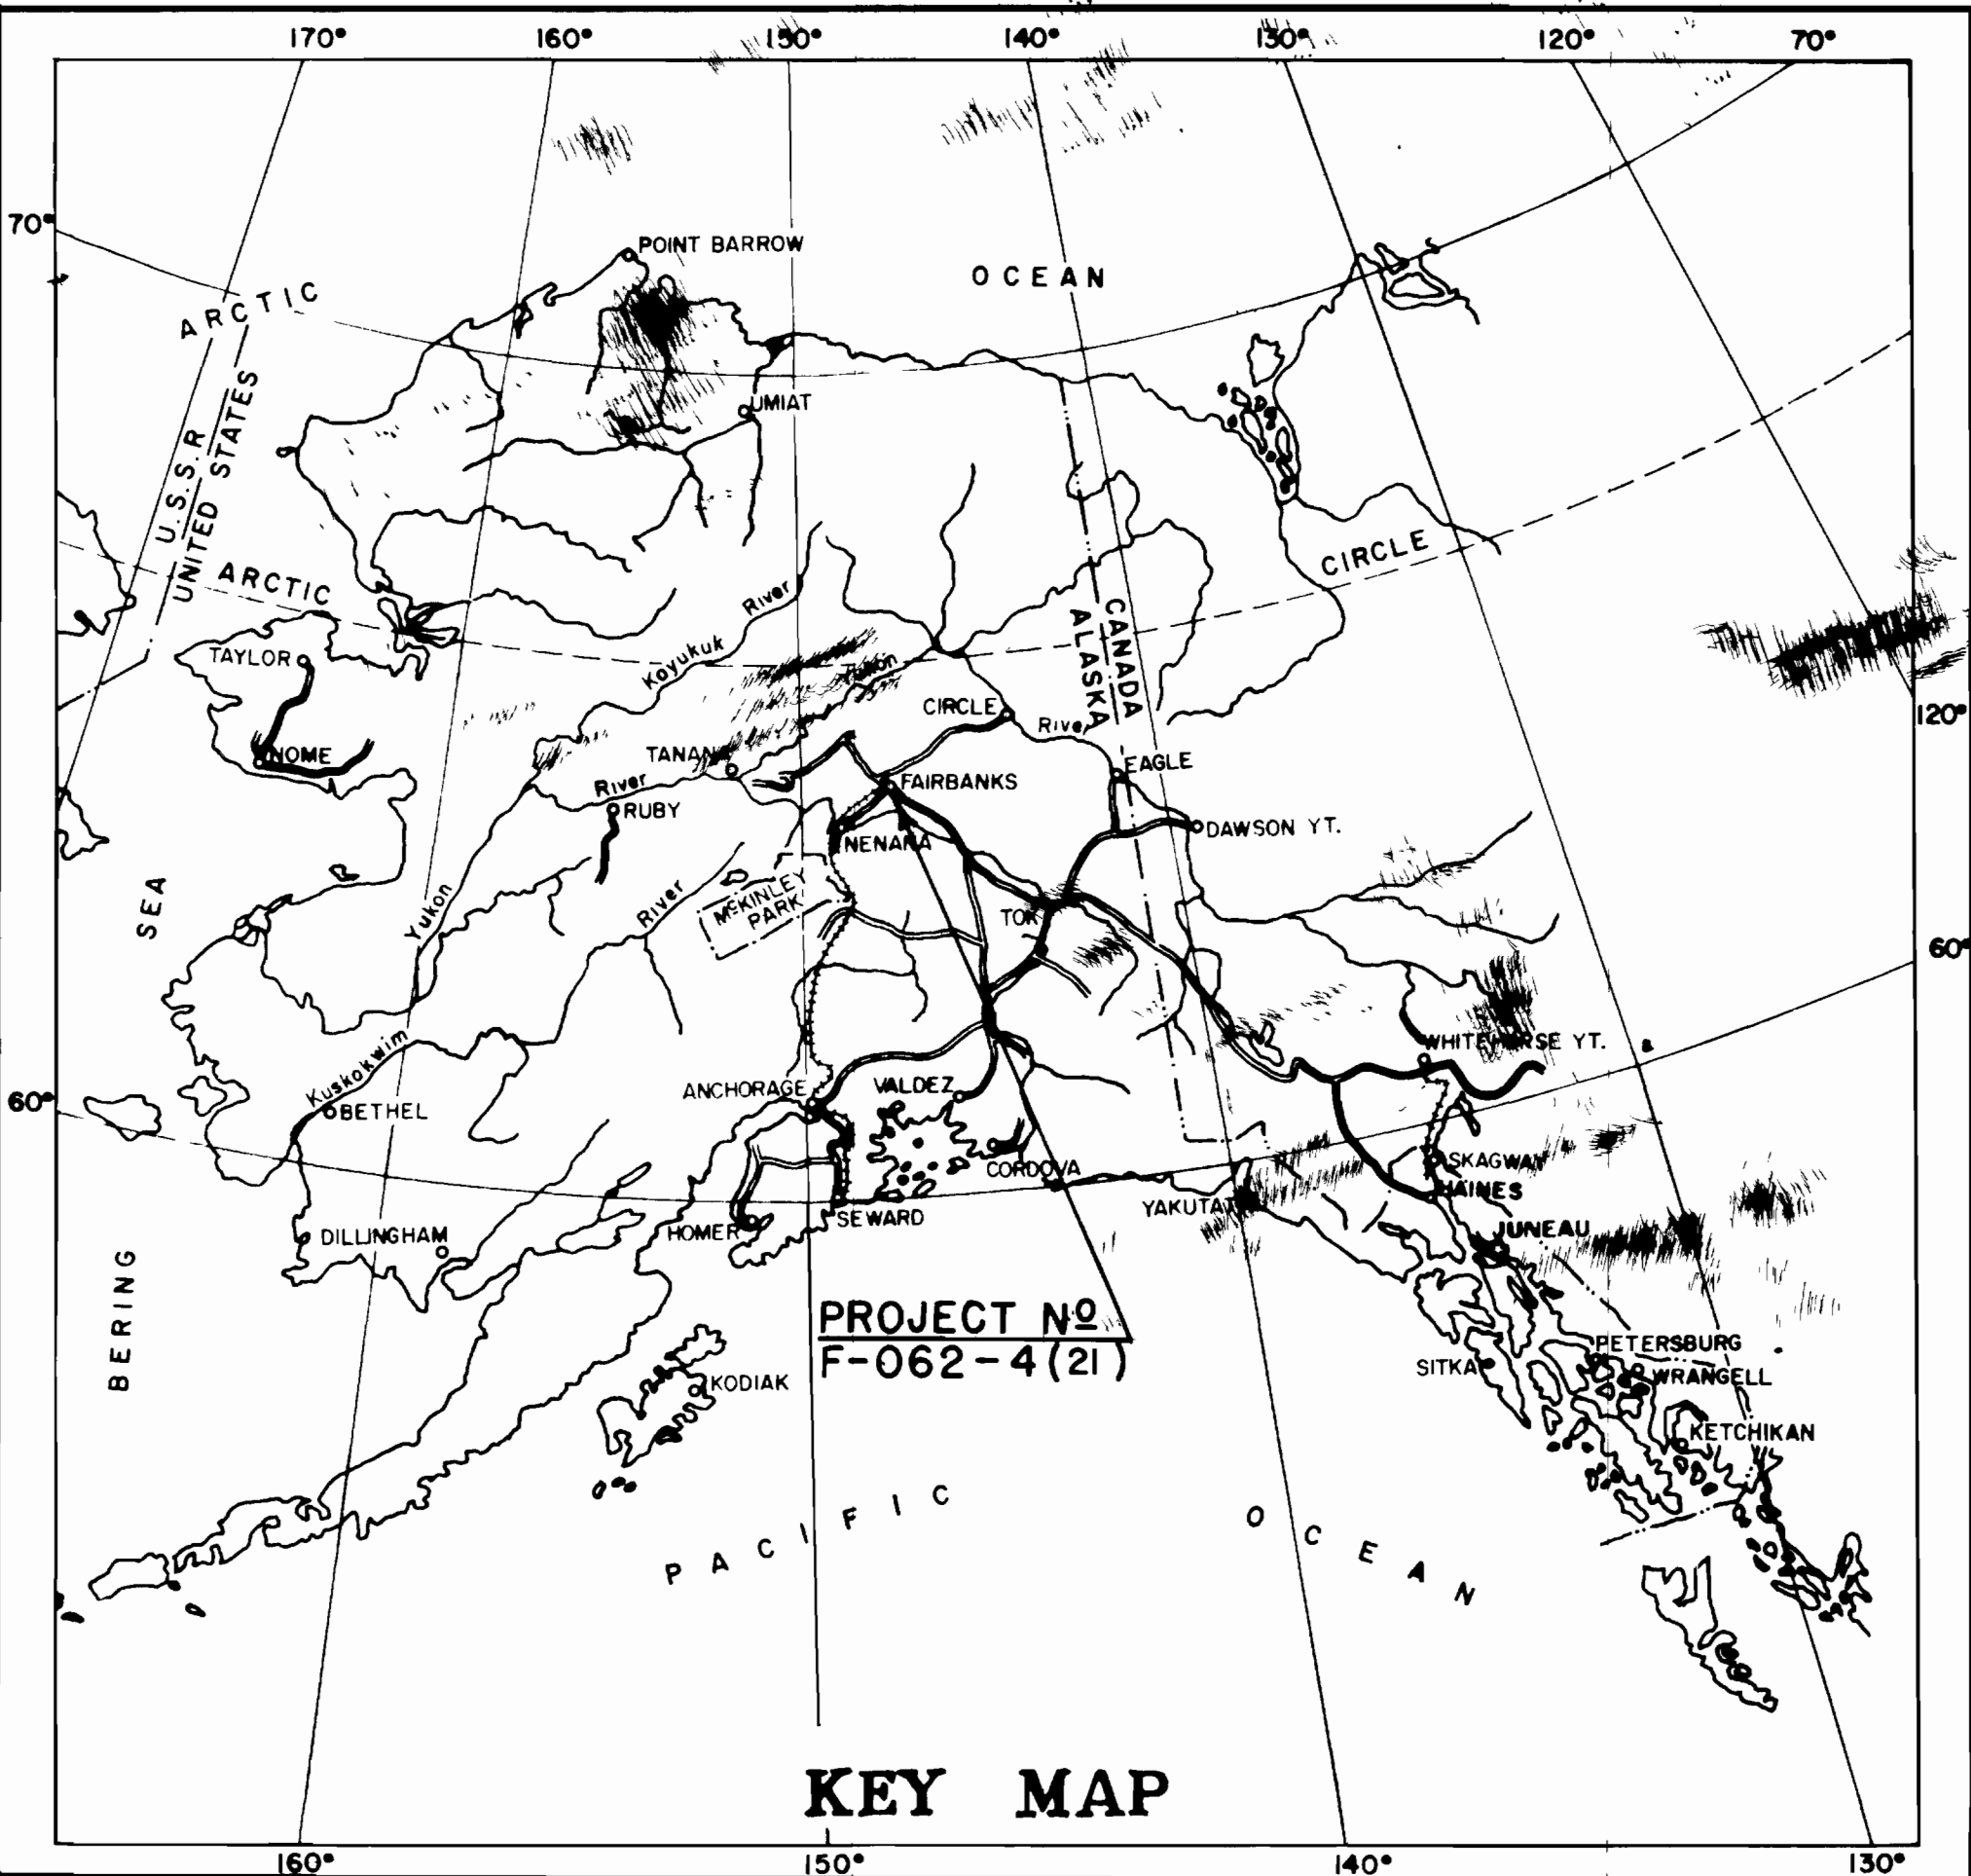 170° 160° 150° 140° 130° 120° 70°
70°
POINT BARROW
OCEAN
ARCTIC
UMIAT
U.S.S.R
UNITED STATES
ARCTIC
CIRCLE
River
Koyukuk
Yukon
CANADA
ALASKA
TAYLOR
CIRCLE
River
120°
NOME
TANANA
EAGLE
River
FAIRBANKS
RUBY
DAWSON YT.
NENANA
McKINLEY
PARK
River
Yukon
TOK
SEA
60°
Kuskokwim
WHITEHORSE YT.
ANCHORAGE
VALDEZ
60°
BETHEL
CORDOVA
SKAGWAY
HAINES
YAKUTAT
SEWARD
HOMER
DILLINGHAM
JUNEAU
BERING
PROJECT Nº
F-062-4(21)
PETERSBURG
SITKA
WRANGELL
KODIAK
KETCHIKAN
PACIFIC OCEAN
KEY MAP
160° 150° 140° 130°